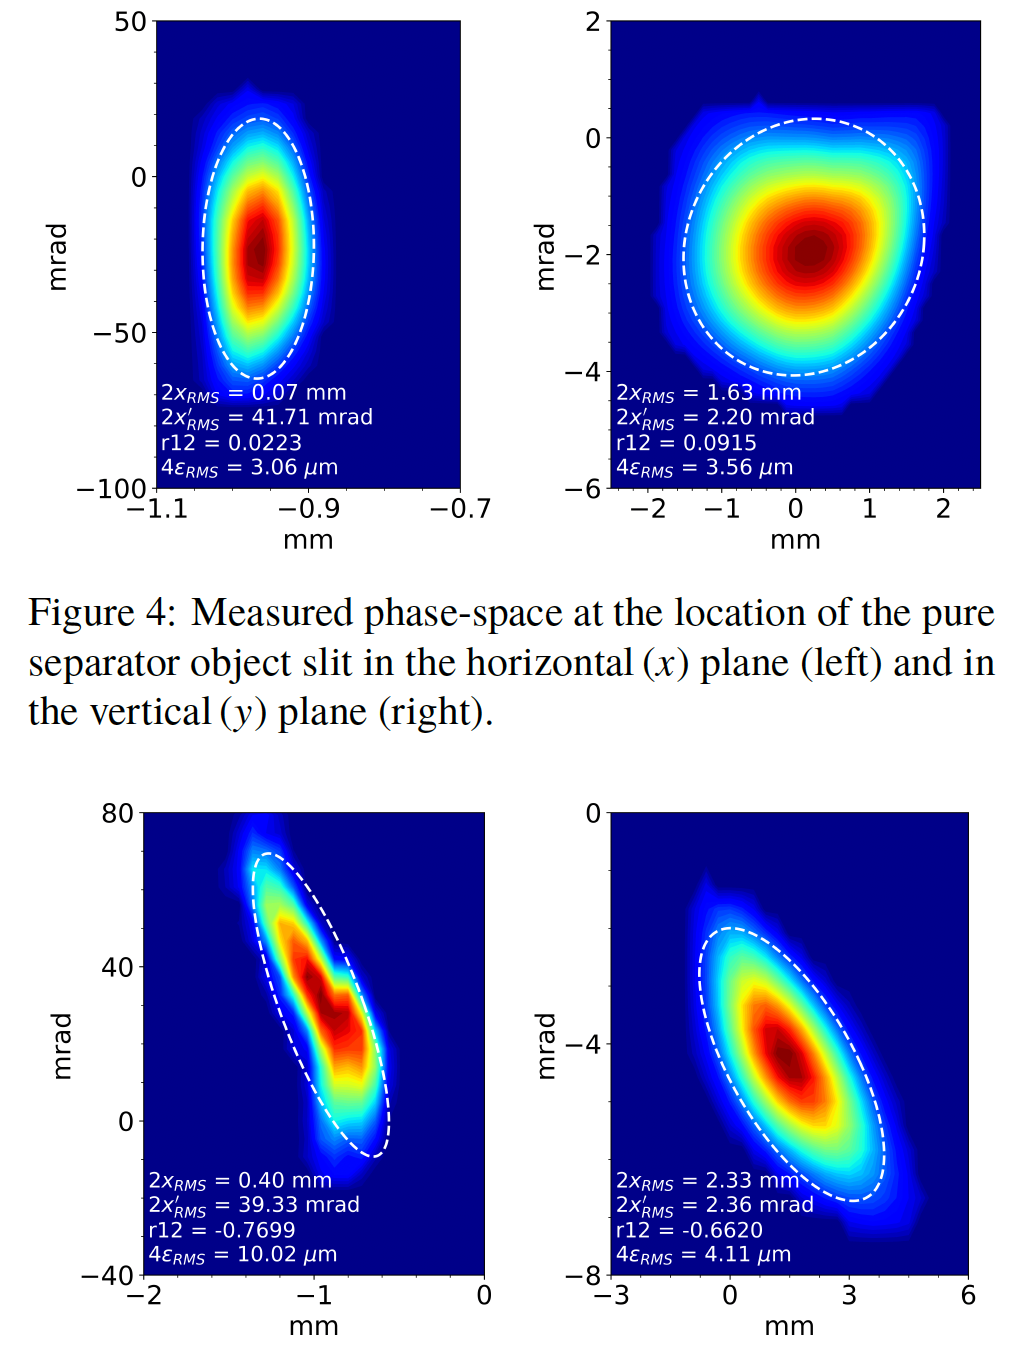 50
0
−50
−100
mrad
2x_RMS = 0.07 mm
2x′_RMS = 41.71 mrad
r12 = 0.0223
4ε_RMS = 3.06 μm
−1.1 −0.9 −0.7
mm
2
0
−2
−4
−6
mrad
2x_RMS = 1.63 mm
2x′_RMS = 2.20 mrad
r12 = 0.0915
4ε_RMS = 3.56 μm
−2 −1 0 1 2
mm
Figure 4: Measured phase-space at the location of the pure
separator object slit in the horizontal (x) plane (left) and in
the vertical (y) plane (right).
80
40
0
−40
mrad
2x_RMS = 0.40 mm
2x′_RMS = 39.33 mrad
r12 = -0.7699
4ε_RMS = 10.02 μm
−2 −1 0
mm
0
−4
−8
mrad
2x_RMS = 2.33 mm
2x′_RMS = 2.36 mrad
r12 = -0.6620
4ε_RMS = 4.11 μm
−3 0 3 6
mm